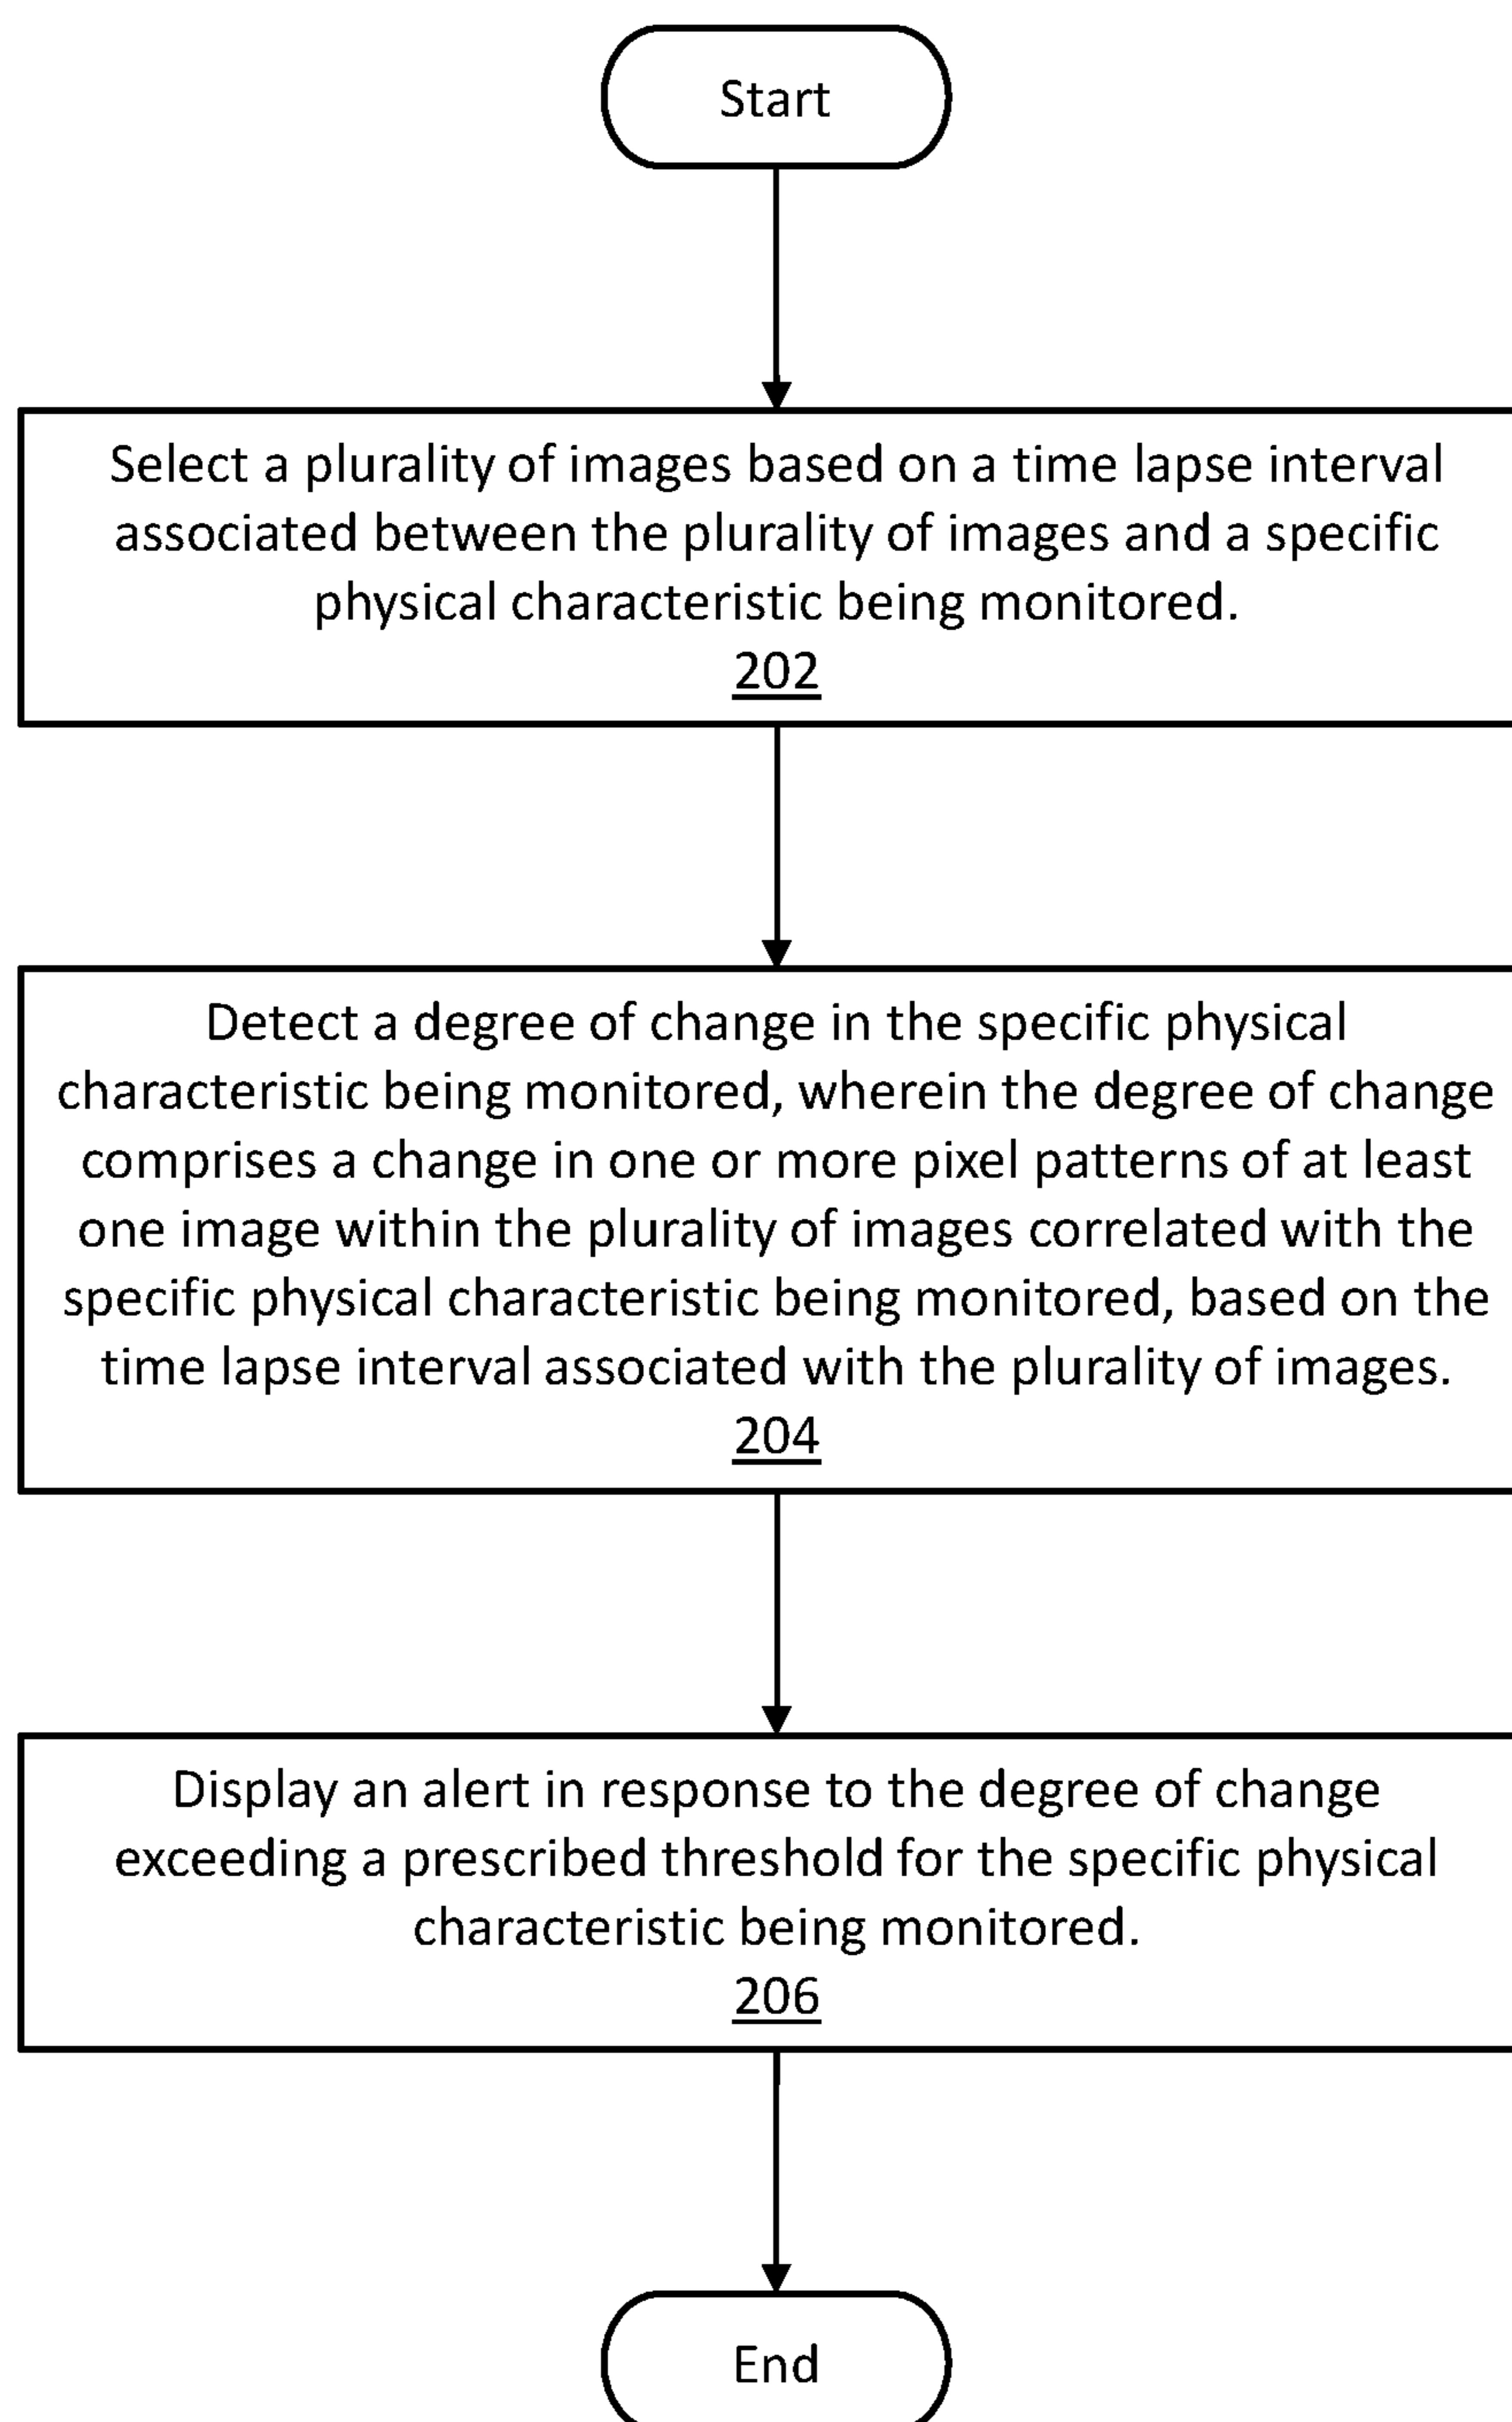 Start
Select a plurality of images based on a time lapse interval
associated between the plurality of images and a specific
physical characteristic being monitored.
202
Detect a degree of change in the specific physical
characteristic being monitored, wherein the degree of change
comprises a change in one or more pixel patterns of at least
one image within the plurality of images correlated with the
specific physical characteristic being monitored, based on the
time lapse interval associated with the plurality of images.
204
Display an alert in response to the degree of change
exceeding a prescribed threshold for the specific physical
characteristic being monitored.
206
End